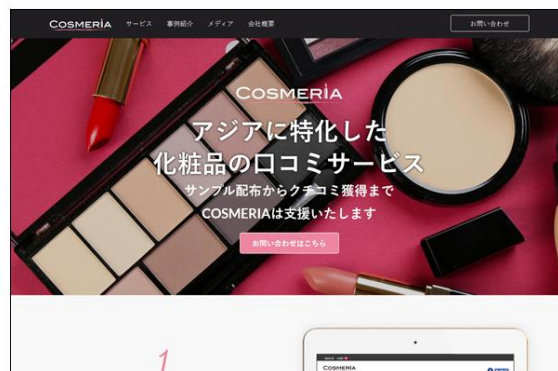 COSMERIA サービス 事例紹介 メディア 会社概要 お問い合わせ
COSMERIA
アジアに特化した
化粧品の口コミサービス
サンプル配布からクチコミ獲得まで
COSMERIAは支援いたします
お問い合わせはこちら
1
COSMERIA